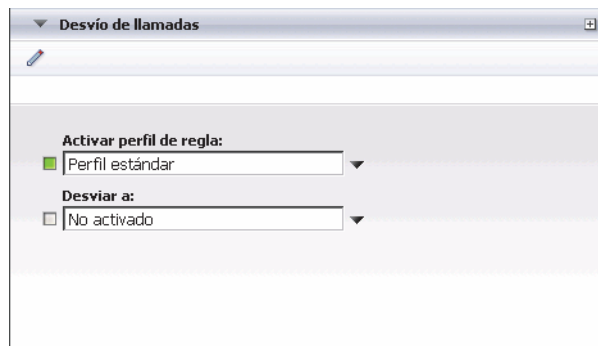 Desvío de llamadas
Activar perfil de regla:
Perfil estándar
Desviar a:
No activado